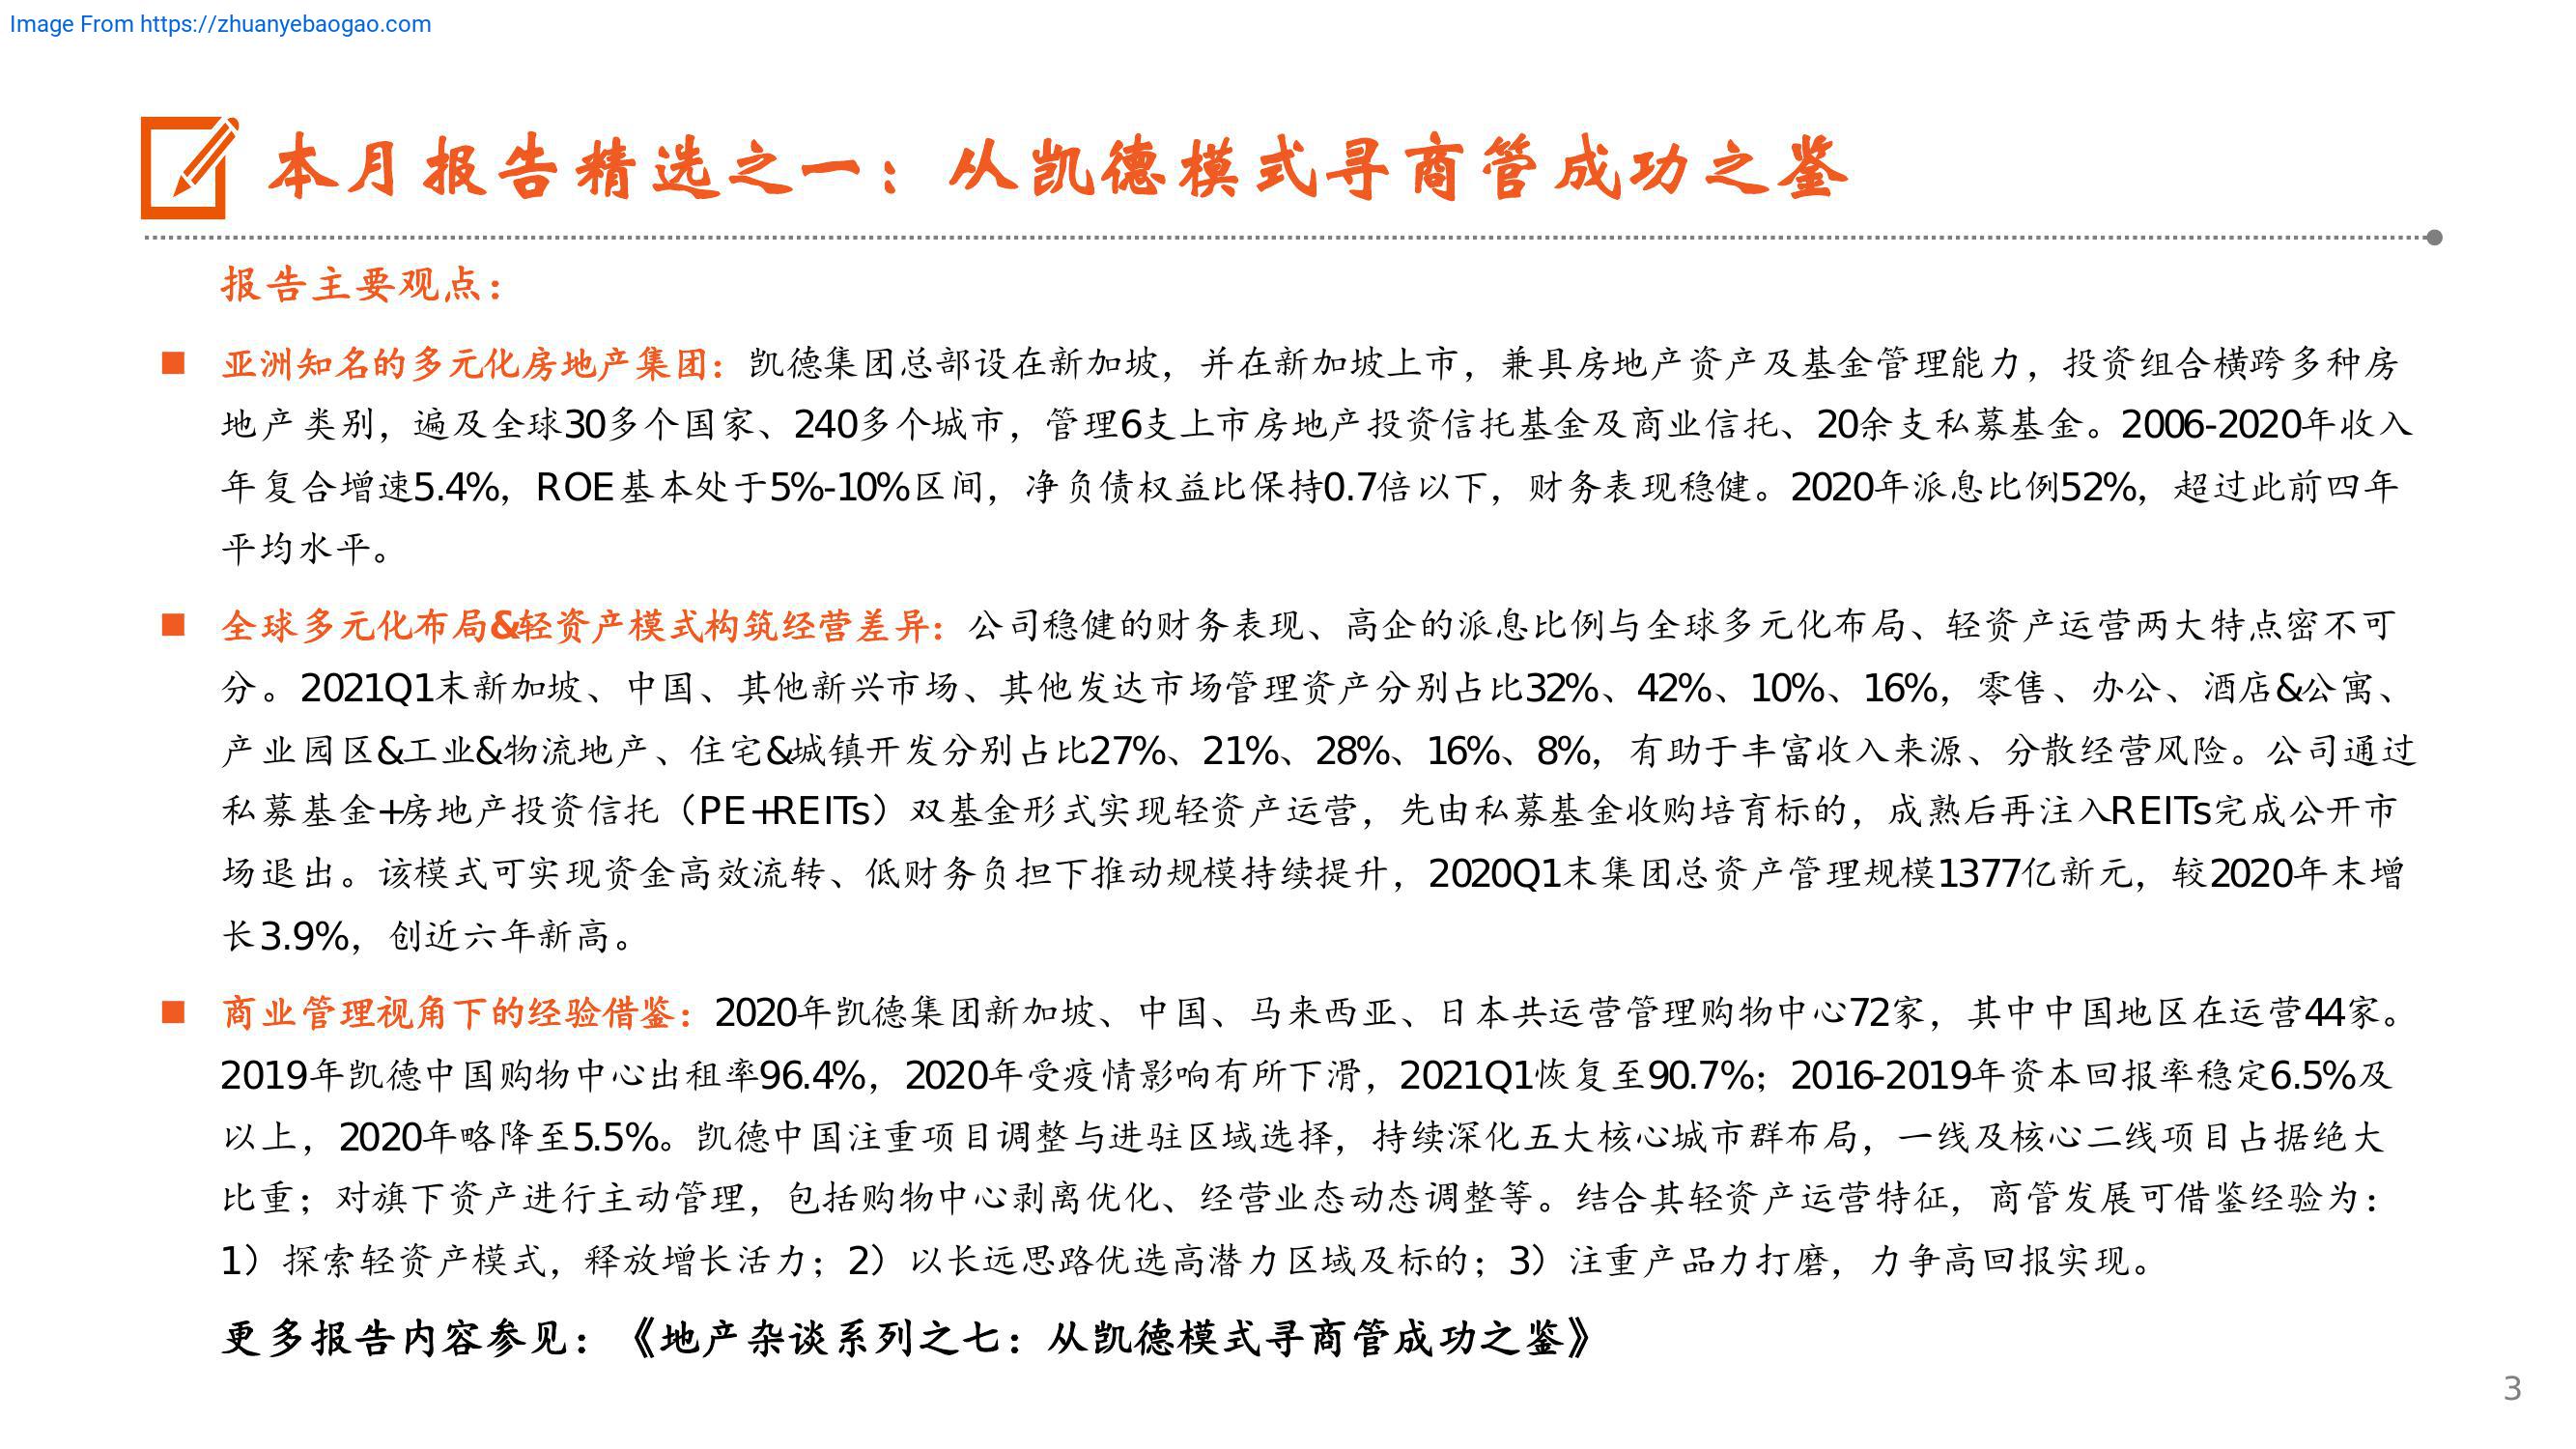 Image From https://zhuanyebaogao.com
本月报告精选之一：从凯德模式寻商管成功之鉴
报告主要观点：
■ 亚洲知名的多元化房地产集团：凯德集团总部设在新加坡，并在新加坡上市，兼具房地产资产及基金管理能力，投资组合横跨多种房
地产类别，遍及全球30多个国家、240多个城市，管理6支上市房地产投资信托基金及商业信托、20余支私募基金。2006-2020年收入
年复合增速5.4%，ROE基本处于5%-10%区间，净负债权益比保持0.7倍以下，财务表现稳健。2020年派息比例52%，超过此前四年
平均水平。
■ 全球多元化布局&轻资产模式构筑经营差异：公司稳健的财务表现、高企的派息比例与全球多元化布局、轻资产运营两大特点密不可
分。2021Q1末新加坡、中国、其他新兴市场、其他发达市场管理资产分别占比32%、42%、10%、16%，零售、办公、酒店&公寓、
产业园区&工业&物流地产、住宅&城镇开发分别占比27%、21%、28%、16%、8%，有助于丰富收入来源、分散经营风险。公司通过
私募基金+房地产投资信托（PE+REITs）双基金形式实现轻资产运营，先由私募基金收购培育标的，成熟后再注入REITs完成公开市
场退出。该模式可实现资金高效流转、低财务负担下推动规模持续提升，2020Q1末集团总资产管理规模1377亿新元，较2020年末增
长3.9%，创近六年新高。
■ 商业管理视角下的经验借鉴：2020年凯德集团新加坡、中国、马来西亚、日本共运营管理购物中心72家，其中中国地区在运营44家。
2019年凯德中国购物中心出租率96.4%，2020年受疫情影响有所下滑，2021Q1恢复至90.7%；2016-2019年资本回报率稳定6.5%及
以上，2020年略降至5.5%。凯德中国注重项目调整与进驻区域选择，持续深化五大核心城市群布局，一线及核心二线项目占据绝大
比重；对旗下资产进行主动管理，包括购物中心剥离优化、经营业态动态调整等。结合其轻资产运营特征，商管发展可借鉴经验为：
1）探索轻资产模式，释放增长活力；2）以长远思路优选高潜力区域及标的；3）注重产品力打磨，力争高回报实现。
更多报告内容参见：《地产杂谈系列之七：从凯德模式寻商管成功之鉴》
3